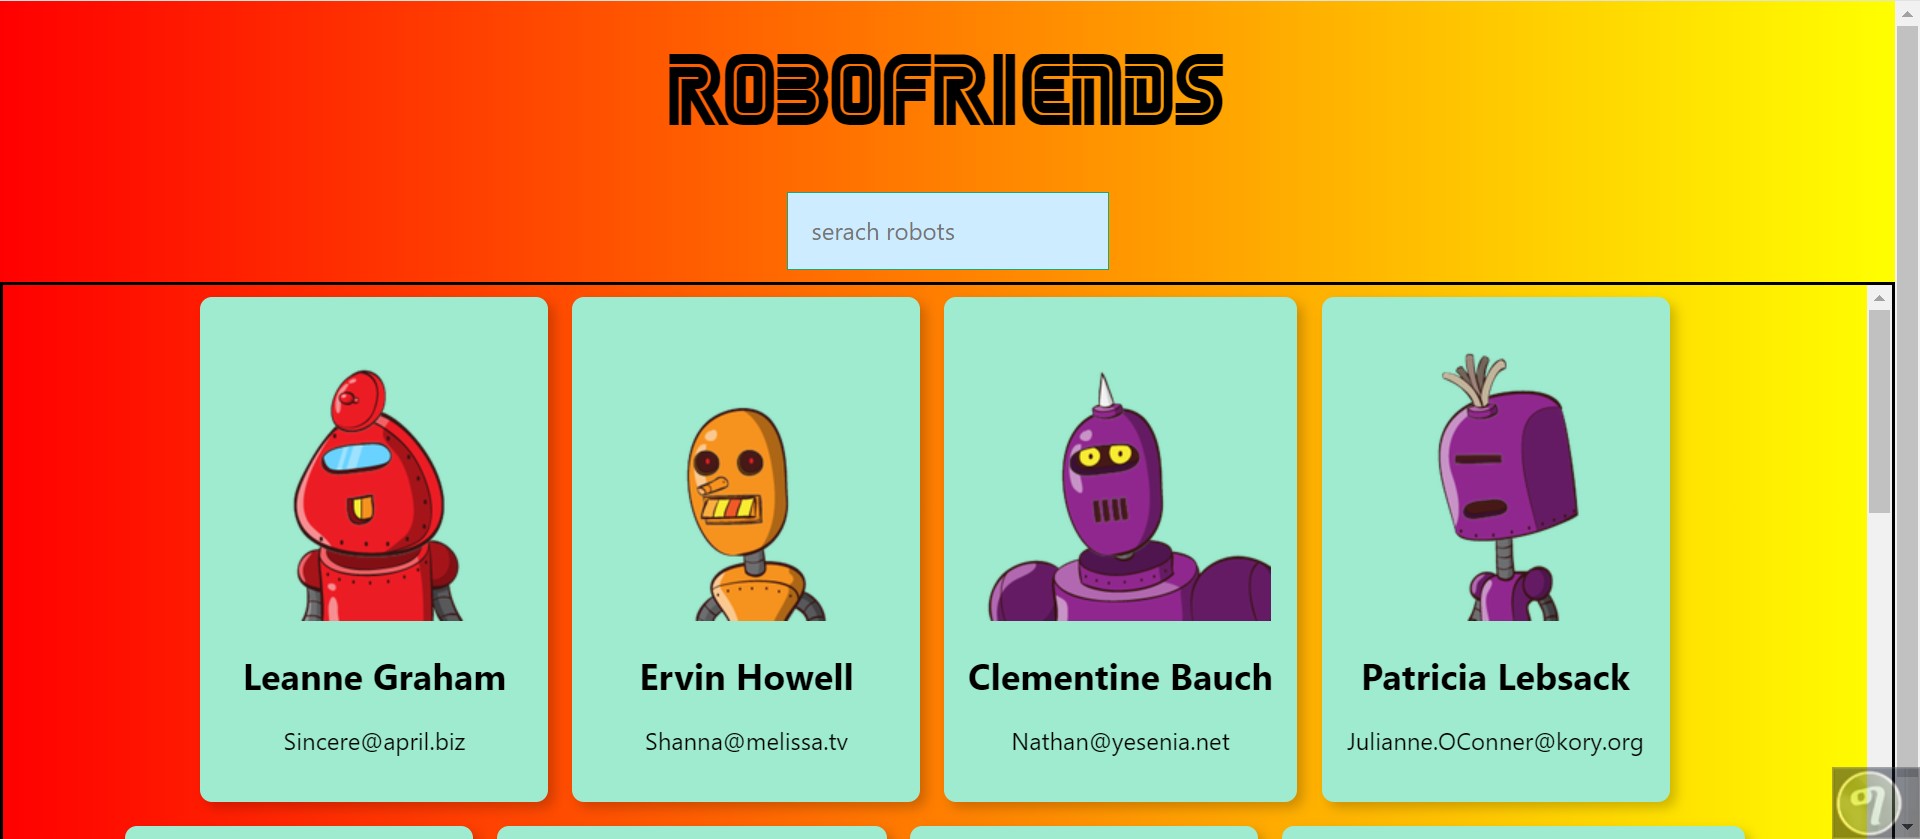 ROBOFRIENDS
serach robots
Leanne Graham
Sincere@april.biz
Ervin Howell
Shanna@melissa.tv
Clementine Bauch
Nathan@yesenia.net
Patricia Lebsack
Julianne.OConner@kory.org